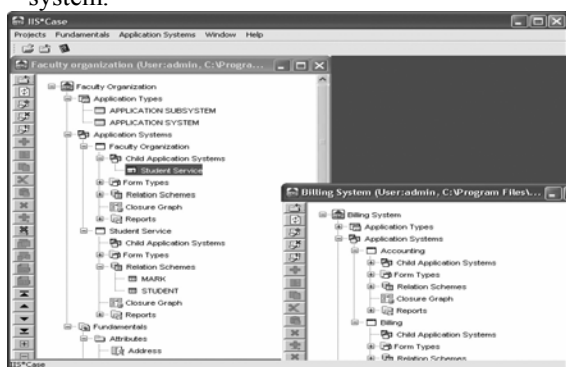 system.
IIS*Case
Projects Fundamentals Application Systems Window Help
Faculty organization (User:admin, C:\Progra...
Faculty Organization
Application Types
APPLICATION SUBSYSTEM
APPLICATION SYSTEM
Application Systems
Faculty Organization
Child Application Systems
Student Service
Form Types
Relation Schemes
Closure Graph
Reports
Student Service
Child Application Systems
Form Types
Relation Schemes
MARK
STUDENT
Closure Graph
Reports
Fundamentals
Attributes
Address
Billing System (User:admin, C:\Program Files\...
Billing System
Application Types
Application Systems
Accounting
Child Application Systems
Form Types
Relation Schemes
Closure Graph
Reports
Billing
Child Application Systems
Form Types
Relation Schemes
IIS*Case